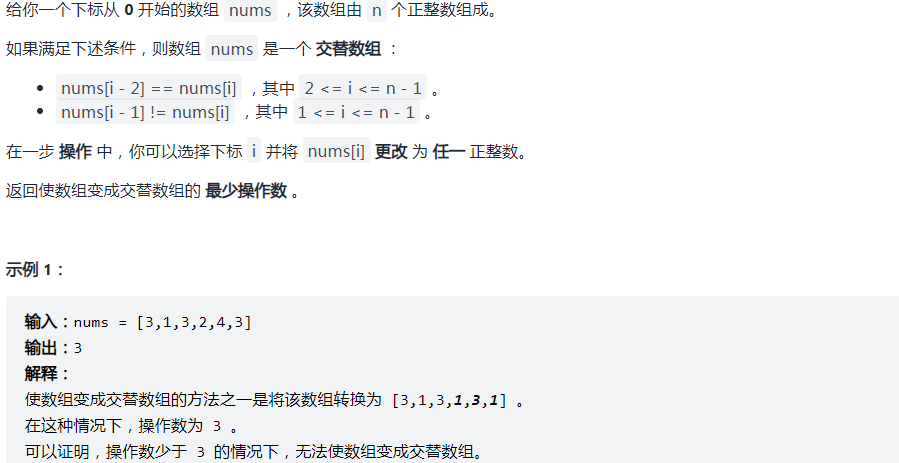 给你一个下标从 0 开始的数组 nums ，该数组由 n 个正整数组成。
如果满足下述条件，则数组 nums 是一个 交替数组 ：
• nums[i - 2] == nums[i] ，其中 2 <= i <= n - 1 。
• nums[i - 1] != nums[i] ，其中 1 <= i <= n - 1 。
在一步 操作 中，你可以选择下标 i 并将 nums[i] 更改 为 任一 正整数。
返回使数组变成交替数组的 最少操作数 。
示例 1：
输入：nums = [3,1,3,2,4,3]
输出：3
解释：
使数组变成交替数组的方法之一是将该数组转换为 [3,1,3,1,3,1] 。
在这种情况下，操作数为 3 。
可以证明，操作数少于 3 的情况下，无法使数组变成交替数组。